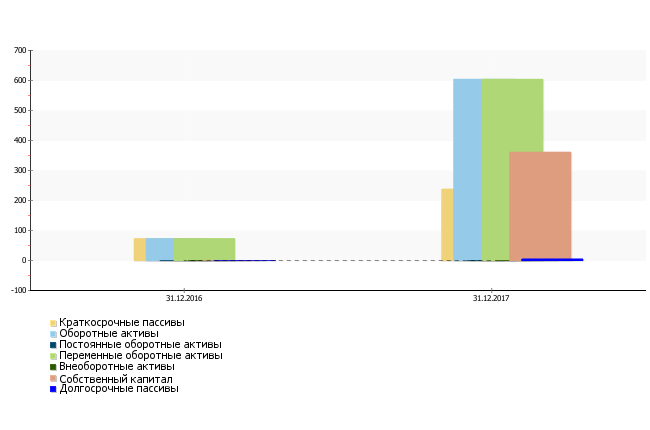 700
600
500
400
300
200
100
0
-100
31.12.2016 31.12.2017
Краткосрочные пассивы
Оборотные активы
Постоянные оборотные активы
Переменные оборотные активы
Внеоборотные активы
Собственный капитал
Долгосрочные пассивы